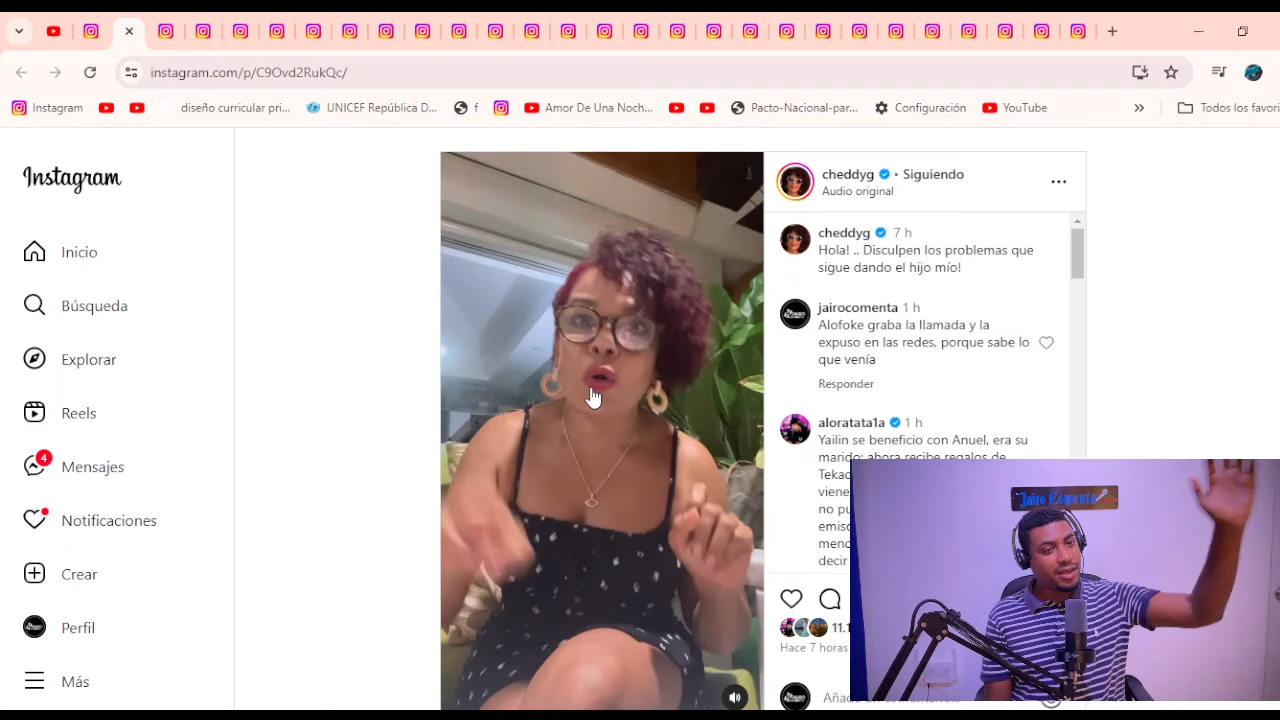 instagram.com/p/C9Ovd2RukQc/
Instagram
diseño curricular pri...
UNICEF República D...
f
Amor De Una Noch...
Pacto-Nacional-par...
Configuración
YouTube
»
Todos los favori
Instagram
Inicio
Búsqueda
Explorar
Reels
4
Mensajes
Notificaciones
Crear
Perfil
Más
cheddyg • Siguiendo
Audio original
cheddyg 7 h
Hola! .. Disculpen los problemas que
sigue dando el hijo mío!
jairocomenta 1 h
Alofoke graba la llamada y la
expuso en las redes, porque sabe lo
que venía
Responder
aloratata1a 1 h
Yailin se beneficio con Anuel, era su
marido; ahora recibe regalos de
viene
no pu
emiso
decir
11.1
Hace 7 horas
Jairo Comenta